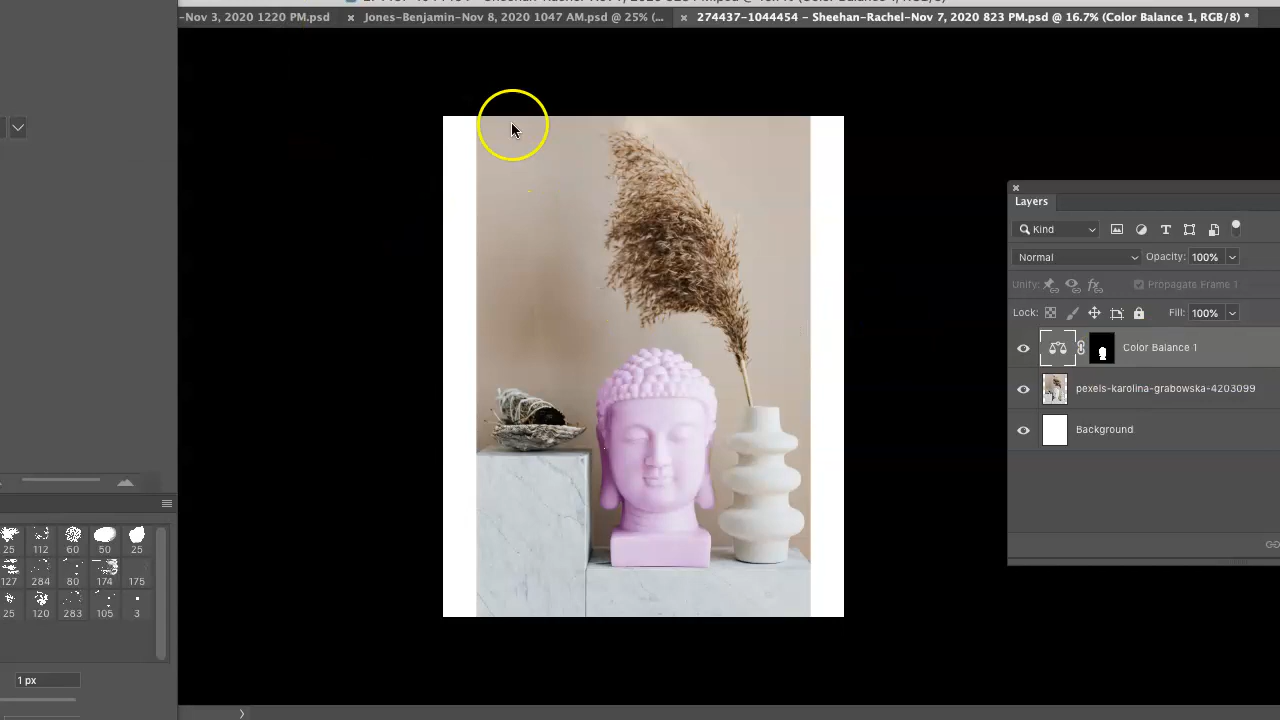 -Nov 3, 2020 1220 PM.psd
Jones-Benjamin-Nov 8, 2020 1047 AM.psd @ 25% (...
274437-1044454 – Sheehan-Rachel-Nov 7, 2020 823 PM.psd @ 16.7% (Color Balance 1, RGB/8) *
Layers
Kind
Normal
Opacity: 100%
Unify:
Propagate Frame 1
Lock:
Fill: 100%
Color Balance 1
pexels-karolina-grabowska-4203099
Background
25 112 60 50 25
127 284 80 174 175
25 120 283 105 3
1 px